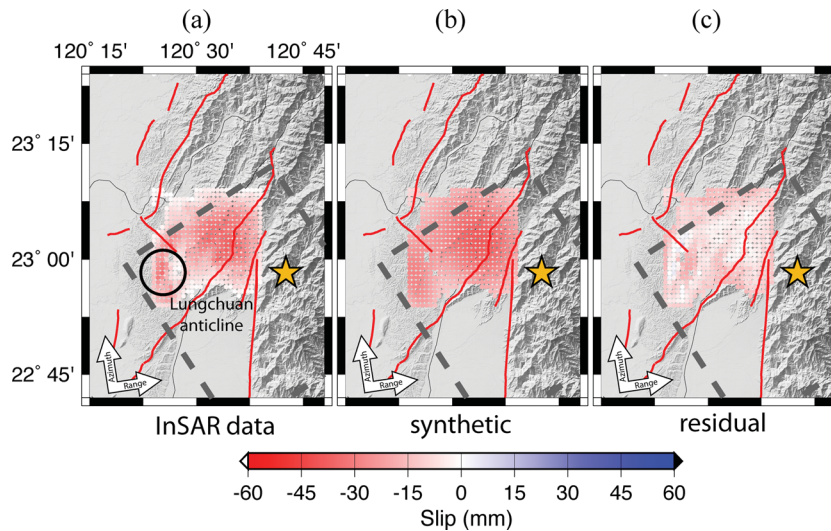 (a) (b) (c)
120° 15' 120° 30' 120° 45'
23° 15'
23° 00'
22° 45'
Lungchuan
anticline
Azimuth
Range
Azimuth
Range
Azimuth
Range
InSAR data synthetic residual
-60 -45 -30 -15 0 15 30 45 60
Slip (mm)